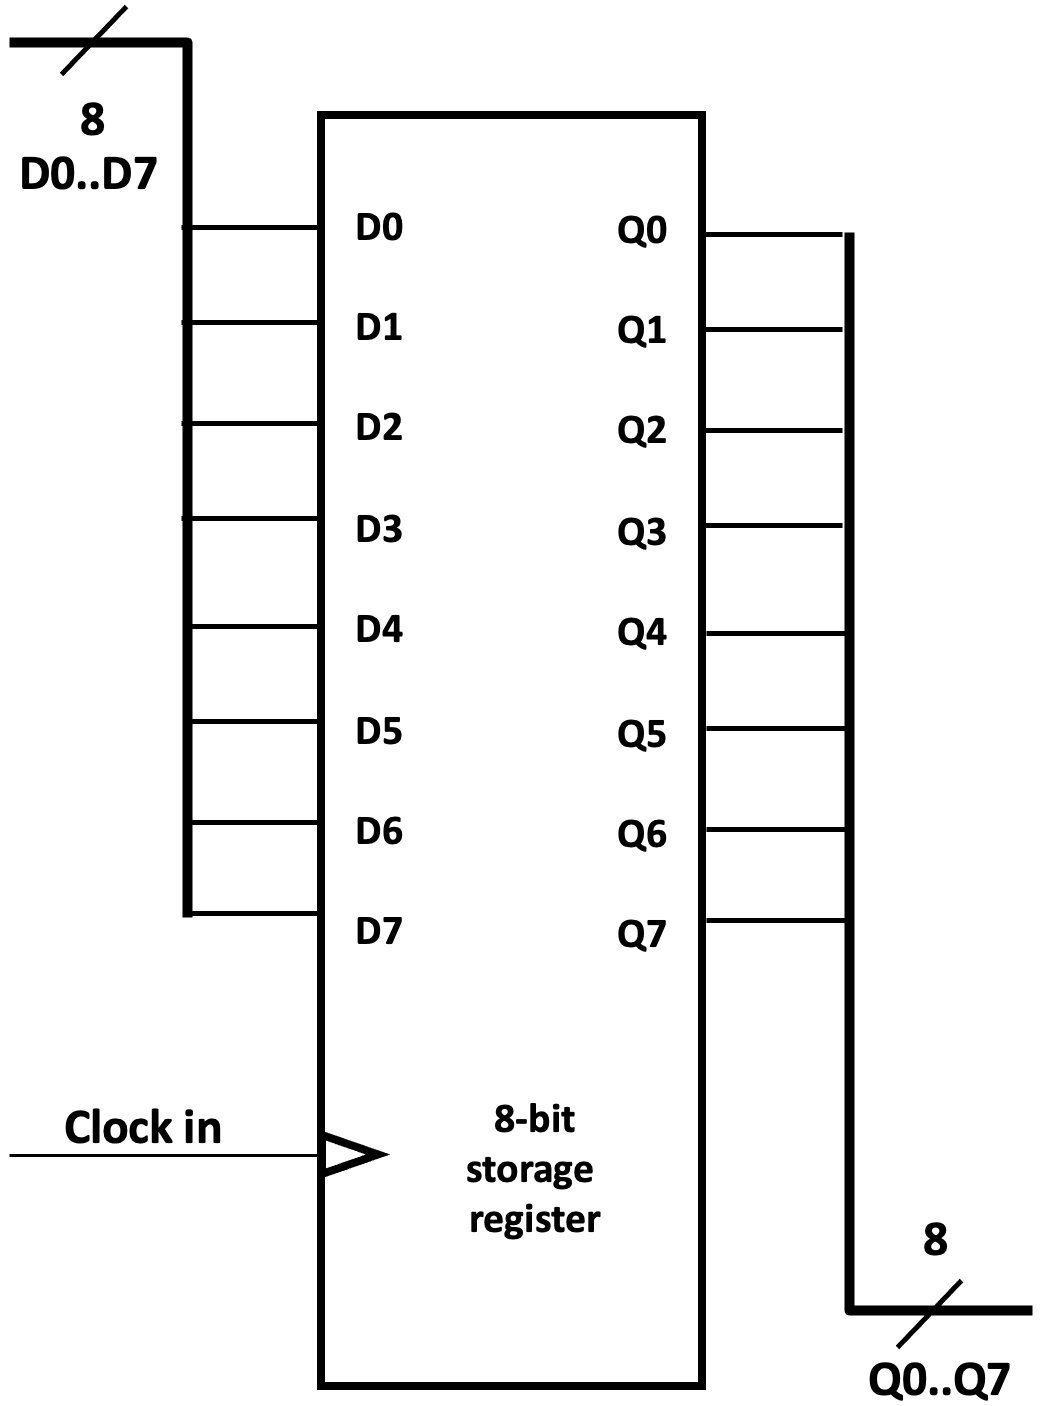 8
D0..D7
D0 Q0
D1 Q1
D2 Q2
D3 Q3
D4 Q4
D5 Q5
D6 Q6
D7 Q7
Clock in
8-bit
storage
register
8
Q0..Q7